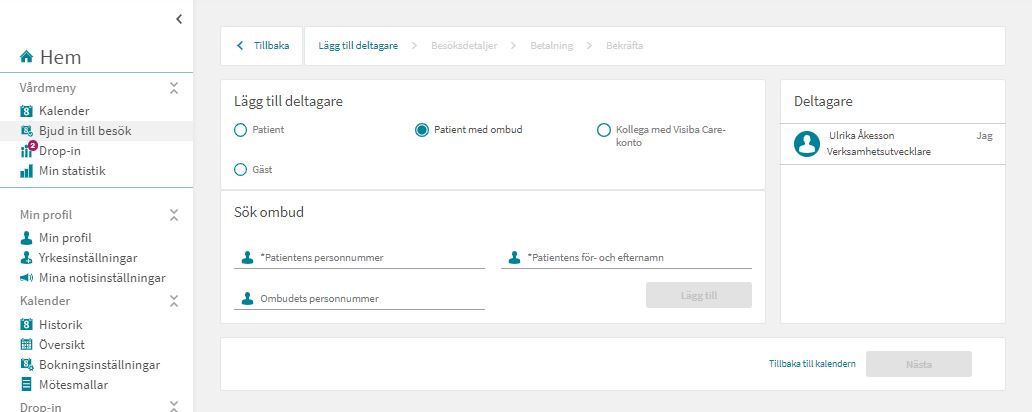 Hem
Vårdmeny
Kalender
Bjud in till besök
2
Drop-in
Min statistik
Min profil
Min profil
Yrkesinställningar
Mina notisinställningar
Kalender
Historik
Översikt
Bokningsinställningar
Mötesmallar
Drop-in
Tillbaka
Lägg till deltagare
Besöksdetaljer
Betalning
Bekräfta
Lägg till deltagare
Patient
Patient med ombud
Kollega med Visiba Care-
konto
Gäst
Sök ombud
*Patientens personnummer
*Patientens för- och efternamn
Ombudets personnummer
Lägg till
Deltagare
Ulrika Åkesson
Jag
Verksamhetsutvecklare
Tillbaka till kalendern
Nästa